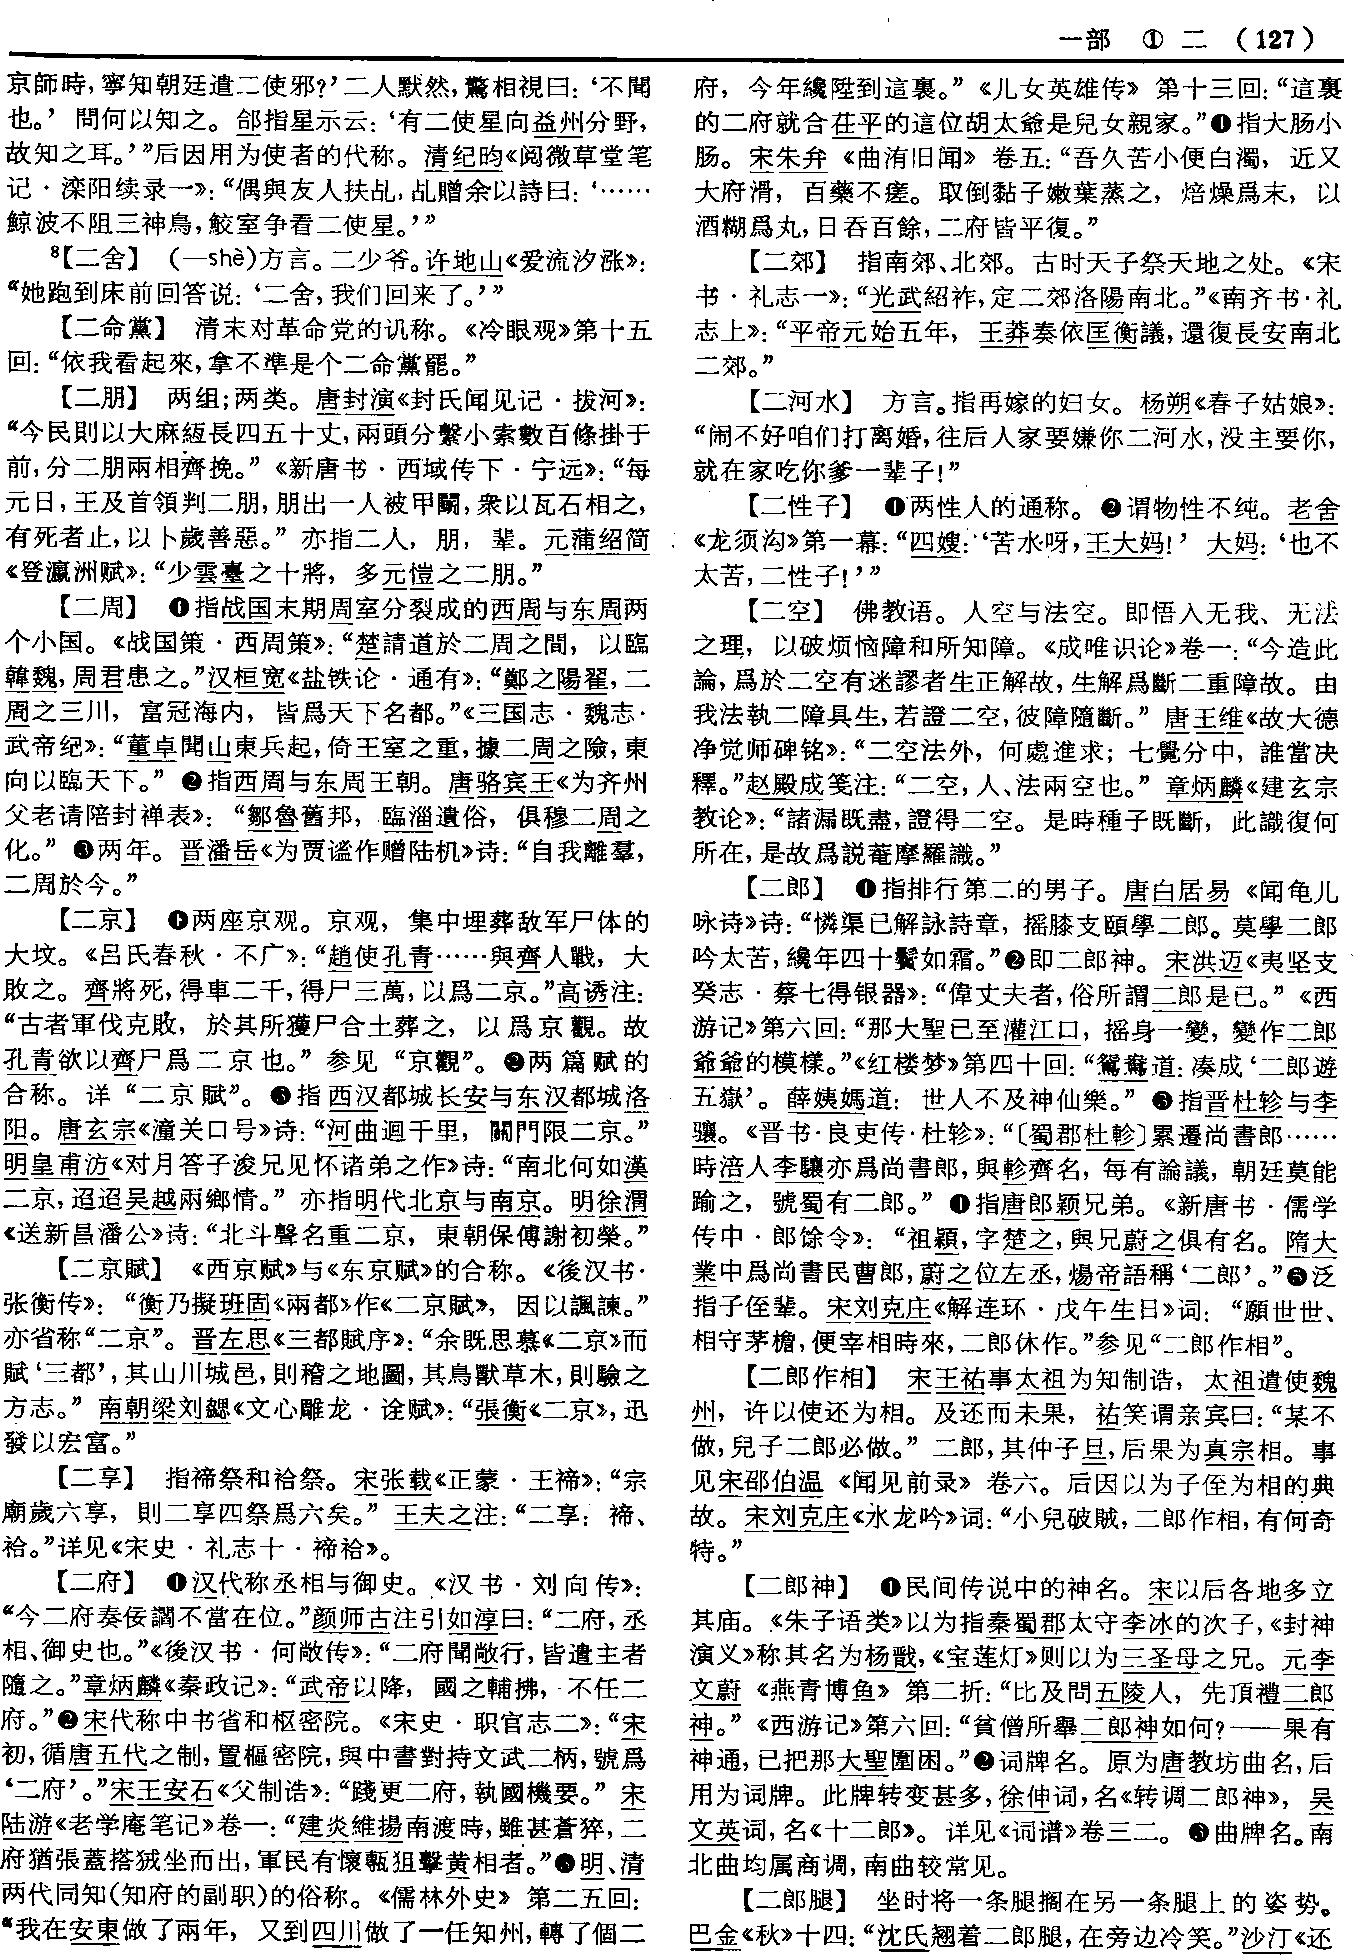 一部 ① 二 （127）
京師時，寧知朝廷遣二使邪？’二人默然，驚相視曰：‘不聞
也。’ 問何以知之。郃指星示云：‘有二使星向益州分野，
故知之耳。’”后因用为使者的代称。清纪昀《阅微草堂笔
记·滦阳续录一》：“偶與友人扶乩，乩贈余以詩曰：‘……
鯨波不阻三神鳥，鮫室争看二使星。’”
⁸【二舍】 （—shè）方言。二少爷。许地山《爱流汐涨》：
“她跑到床前回答说：‘二舍，我们回来了。’”
【二命黨】 清末对革命党的讥称。《冷眼观》第十五
回：“依我看起來，拿不準是个二命黨罷。”
【二朋】 两组；两类。唐封演《封氏闻见记·拔河》：
“今民則以大麻絙長四五十丈，兩頭分繫小索數百條掛于
前，分二朋兩相齊挽。”《新唐书·西域传下·宁远》：“每
元日，王及首領判二朋，朋出一人被甲鬭，衆以瓦石相之，
有死者止，以卜歲善惡。” 亦指二人，朋，辈。元蒲绍简
《登瀛洲赋》：“少雲臺之十將，多元愷之二朋。”
【二周】 ❶指战国末期周室分裂成的西周与东周两
个小国。《战国策·西周策》：“楚請道於二周之間，以臨
韓魏，周君患之。”汉桓宽《盐铁论·通有》：“鄭之陽翟，二
周之三川，富冠海内，皆爲天下名都。”《三国志·魏志·
武帝纪》：“董卓聞山東兵起，倚王室之重，據二周之險，東
向以臨天下。” ❷指西周与东周王朝。唐骆宾王《为齐州
父老请陪封禅表》：“鄒魯舊邦，臨淄遺俗，俱穆二周之
化。” ❸两年。晋潘岳《为贾谧作赠陆机》诗：“自我離羣，
二周於今。”
【二京】 ❶两座京观。京观，集中埋葬敌军尸体的
大坟。《吕氏春秋·不广》：“趙使孔青……與齊人戰，大
敗之。齊將死，得車二千，得尸三萬，以爲二京。”高诱注：
“古者軍伐克敗，於其所獲尸合土葬之，以爲京觀。故
孔青欲以齊尸爲二京也。” 参见“京觀”。❷两篇赋的
合称。详“二京賦”。❸指西汉都城长安与东汉都城洛
阳。唐玄宗《潼关口号》诗：“河曲迴千里，關門限二京。”
明皇甫汸《对月答子浚兄见怀诸弟之作》诗：“南北何如漢
二京，迢迢吴越兩鄉情。” 亦指明代北京与南京。明徐渭
《送新昌潘公》诗：“北斗聲名重二京，東朝保傅謝初榮。”
【二京賦】 《西京赋》与《东京赋》的合称。《後汉书·
张衡传》：“衡乃擬班固《兩都》作《二京賦》，因以諷諫。”
亦省称“二京”。晋左思《三都賦序》：“余既思慕《二京》而
賦‘三都’，其山川城邑，則稽之地圖，其鳥獸草木，則驗之
方志。” 南朝梁刘勰《文心雕龙·诠赋》：“張衡《二京》，迅
發以宏富。”
【二享】 指禘祭和祫祭。宋张载《正蒙·王禘》：“宗
廟歲六享，則二享四祭爲六矣。” 王夫之注：“二享：禘、
祫。”详见《宋史·礼志十·禘祫》。
【二府】 ❶汉代称丞相与御史。《汉书·刘向传》：
“今二府奏佞讇不當在位。”颜师古注引如淳曰：“二府，丞
相、御史也。”《後汉书·何敞传》：“二府聞敞行，皆遣主者
隨之。”章炳麟《秦政记》：“武帝以降，國之輔拂，不任二
府。”❷宋代称中书省和枢密院。《宋史·职官志二》：“宋
初，循唐五代之制，置樞密院，與中書對持文武二柄，號爲
‘二府’。”宋王安石《父制诰》：“踐更二府，執國機要。” 宋
陆游《老学庵笔记》卷一：“建炎維揚南渡時，雖甚蒼猝，二
府猶張蓋搭狨坐而出，軍民有懷甎狙擊黄相者。”❸明、清
两代同知（知府的副职）的俗称。《儒林外史》第二五回：
“我在安東做了兩年，又到四川做了一任知州，轉了個二
府，今年纔陞到這裏。”《儿女英雄传》第十三回：“這裏
的二府就合茌平的這位胡太爺是兒女親家。”❹指大肠小
肠。宋朱弁《曲洧旧闻》卷五：“吾久苦小便白濁，近又
大府滑，百藥不瘥。取倒黏子嫩葉蒸之，焙燥爲末，以
酒糊爲丸，日吞百餘，二府皆平復。”
【二郊】 指南郊、北郊。古时天子祭天地之处。《宋
书·礼志一》：“光武紹祚，定二郊洛陽南北。”《南齐书·礼
志上》：“平帝元始五年，王莽奏依匡衡議，還復長安南北
二郊。”
【二河水】 方言。指再嫁的妇女。杨朔《春子姑娘》：
“闹不好咱们打离婚，往后人家要嫌你二河水，没主要你，
就在家吃你爹一辈子！”
【二性子】 ❶两性人的通称。❷谓物性不纯。老舍
《龙须沟》第一幕：“四嫂：‘苦水呀，王大妈！’ 大妈：‘也不
太苦，二性子！’”
【二空】 佛教语。人空与法空。即悟入无我、无法
之理，以破烦恼障和所知障。《成唯识论》卷一：“今造此
論，爲於二空有迷謬者生正解故，生解爲斷二重障故。由
我法執二障具生，若證二空，彼障隨斷。” 唐王维《故大德
净觉师碑铭》：“二空法外，何處進求；七覺分中，誰當决
釋。”赵殿成笺注：“二空，人、法兩空也。” 章炳麟《建玄宗
教论》：“諸漏既盡，證得二空。是時種子既斷，此識復何
所在，是故爲説菴摩羅識。”
【二郎】 ❶指排行第二的男子。唐白居易《闻龟儿
咏诗》诗：“憐渠已解詠詩章，摇膝支頤學二郎。莫學二郎
吟太苦，纔年四十鬢如霜。”❷即二郎神。宋洪迈《夷坚支
癸志·蔡七得银器》：“偉丈夫者，俗所謂二郎是已。”《西
游记》第六回：“那大聖已至灌江口，摇身一變，變作二郎
爺爺的模樣。”《红楼梦》第四十回：“鴛鴦道：凑成‘二郎遊
五嶽’。薛姨媽道：世人不及神仙樂。” ❸指晋杜轸与李
骧。《晋书·良吏传·杜轸》：“〔蜀郡杜軫〕累遷尚書郎……
時涪人李驤亦爲尚書郎，與軫齊名，每有論議，朝廷莫能
踰之，號蜀有二郎。” ❹指唐郎颖兄弟。《新唐书·儒学
传中·郎馀令》：“祖穎，字楚之，與兄蔚之俱有名。隋大
業中爲尚書民曹郎，蔚之位左丞，煬帝語稱‘二郎’。”❺泛
指子侄辈。宋刘克庄《解连环·戊午生日》词：“願世世、
相守茅檐，便宰相時來，二郎休作。”参见“二郎作相”。
【二郎作相】 宋王祐事太祖为知制诰，太祖遣使魏
州，许以使还为相。及还而未果，祐笑谓亲宾曰：“某不
做，兒子二郎必做。”二郎，其仲子旦，后果为真宗相。事
见宋邵伯温《闻见前录》卷六。后因以为子侄为相的典
故。宋刘克庄《水龙吟》词：“小兒破賊，二郎作相，有何奇
特。”
【二郎神】 ❶民间传说中的神名。宋以后各地多立
其庙。《朱子语类》以为指秦蜀郡太守李冰的次子，《封神
演义》称其名为杨戬，《宝莲灯》则以为三圣母之兄。元李
文蔚《燕青博鱼》第二折：“比及問五陵人，先頂禮二郎
神。”《西游记》第六回：“貧僧所舉二郎神如何？——果有
神通，已把那大聖圍困。”❷词牌名。原为唐教坊曲名，后
用为词牌。此牌转变甚多，徐伸词，名《转调二郎神》，吴
文英词，名《十二郎》。详见《词谱》卷三二。❸曲牌名。南
北曲均属商调，南曲较常见。
【二郎腿】 坐时将一条腿搁在另一条腿上的姿势。
巴金《秋》十四：“沈氏翘着二郎腿，在旁边冷笑。”沙汀《还